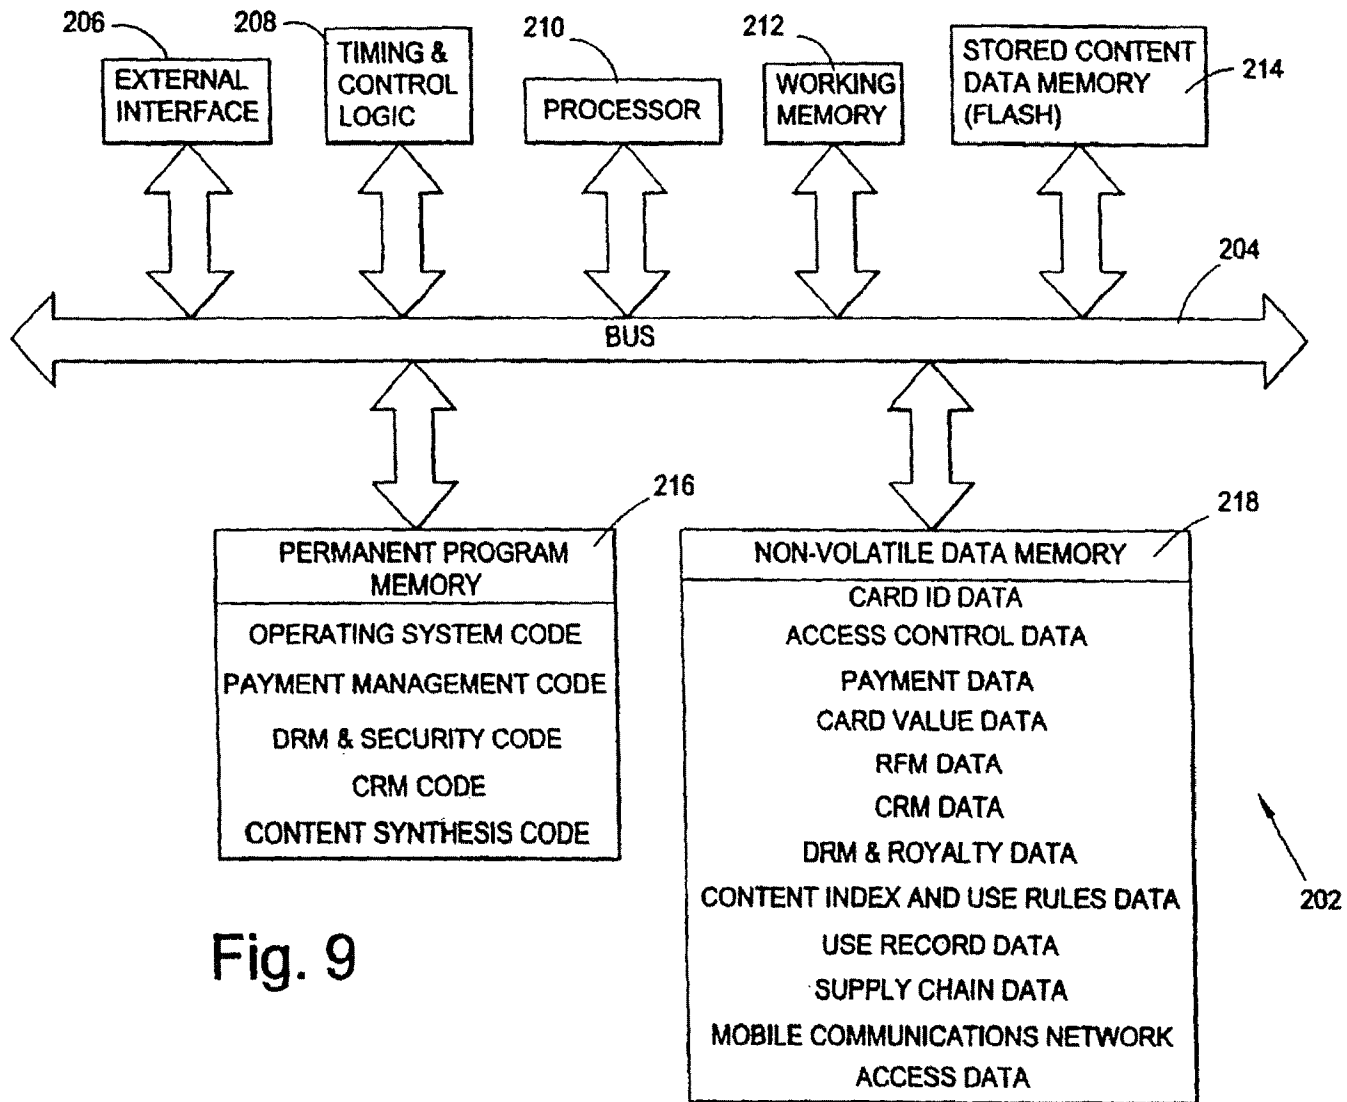 206
EXTERNAL
INTERFACE
208
TIMING &
CONTROL
LOGIC
210
PROCESSOR
212
WORKING
MEMORY
STORED CONTENT
DATA MEMORY
(FLASH)
214
204
BUS
216
PERMANENT PROGRAM
MEMORY
OPERATING SYSTEM CODE
PAYMENT MANAGEMENT CODE
DRM & SECURITY CODE
CRM CODE
CONTENT SYNTHESIS CODE
218
NON-VOLATILE DATA MEMORY
CARD ID DATA
ACCESS CONTROL DATA
PAYMENT DATA
CARD VALUE DATA
RFM DATA
CRM DATA
DRM & ROYALTY DATA
CONTENT INDEX AND USE RULES DATA
USE RECORD DATA
SUPPLY CHAIN DATA
MOBILE COMMUNICATIONS NETWORK
ACCESS DATA
202
Fig. 9